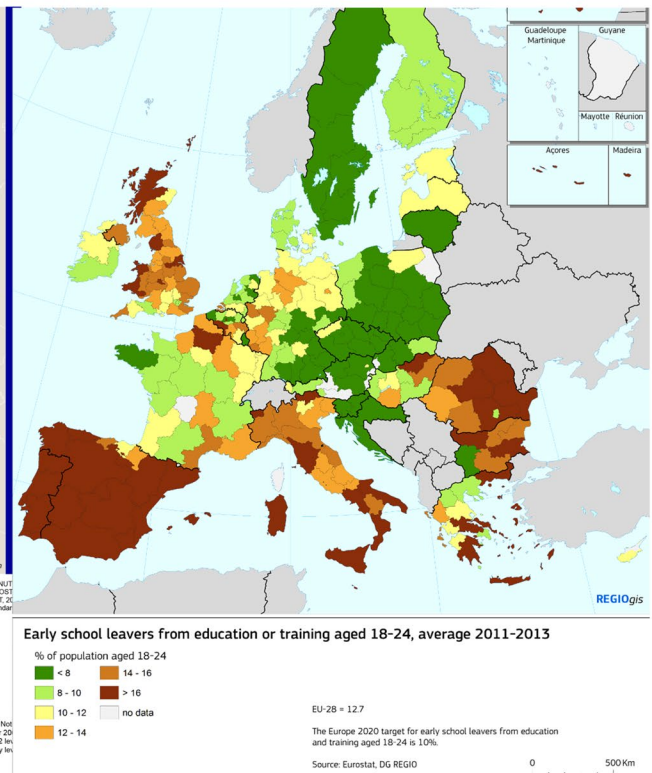 Guadeloupe
Martinique
Guyane
Mayotte
Réunion
Açores
Madeira
REGIOgis
Early school leavers from education or training aged 18-24, average 2011-2013
% of population aged 18-24
< 8
8 - 10
10 - 12
12 - 14
14 - 16
> 16
no data
EU-28 = 12.7
The Europe 2020 target for early school leavers from education
and training aged 18-24 is 10%.
Source: Eurostat, DG REGIO
0
500 Km